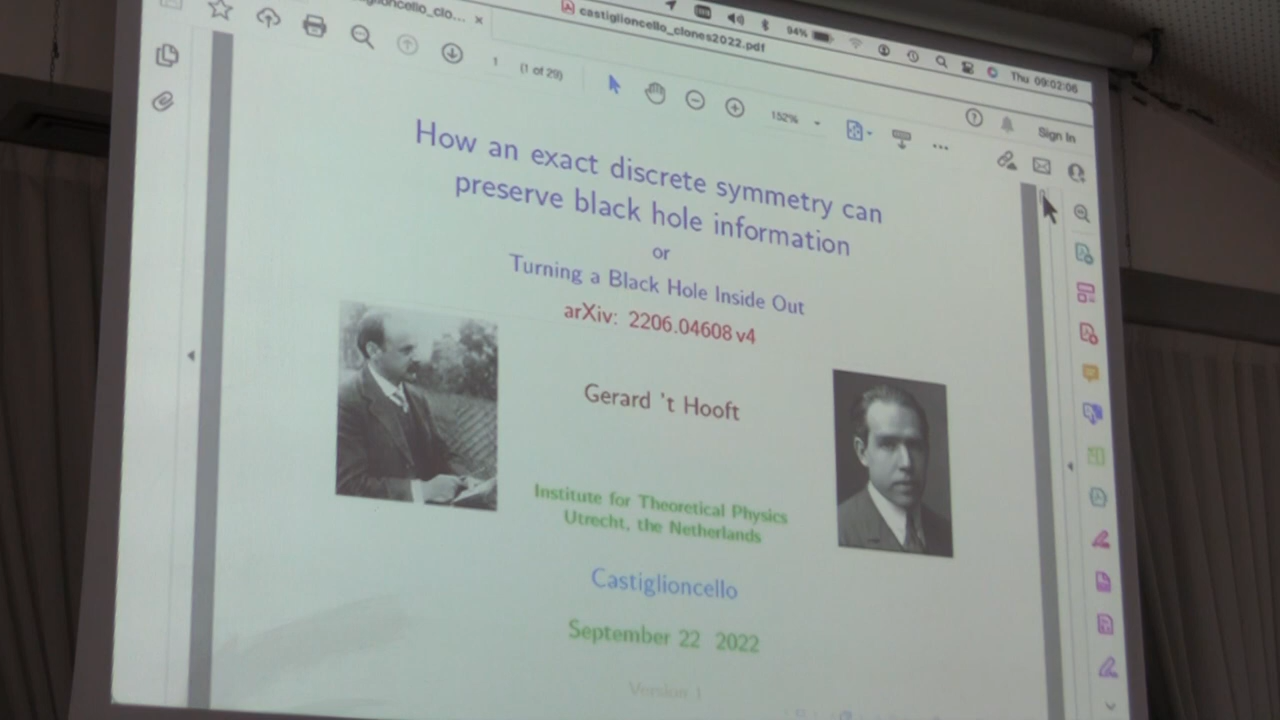 castiglioncello_clones2022.pdf
94%
Thu 09:02:06
1
(1 of 29)
152%
Sign In
How an exact discrete symmetry can
preserve black hole information
or
Turning a Black Hole Inside Out
arXiv: 2206.04608 v4
Gerard 't Hooft
Institute for Theoretical Physics
Utrecht, the Netherlands
Castiglioncello
September 22 2022
Version 1